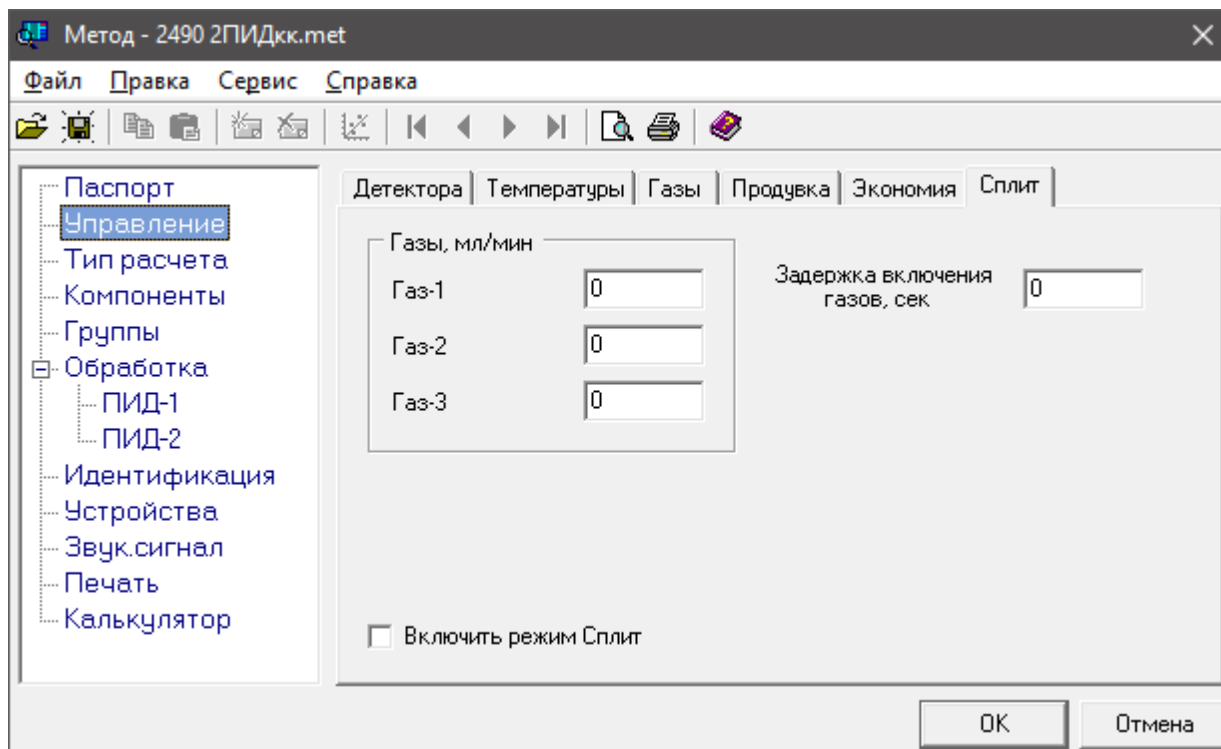 Метод - 2490 2ПИДкк.met
Файл Правка Сервис Справка
Паспорт
Управление
Тип расчета
Компоненты
Группы
Обработка
ПИД-1
ПИД-2
Идентификация
Устройства
Звук.сигнал
Печать
Калькулятор
Детектора Температуры Газы Продувка Экономия Сплит
Газы, мл/мин
Газ-1 0
Газ-2 0
Газ-3 0
Задержка включения
газов, сек 0
Включить режим Сплит
OK Отмена